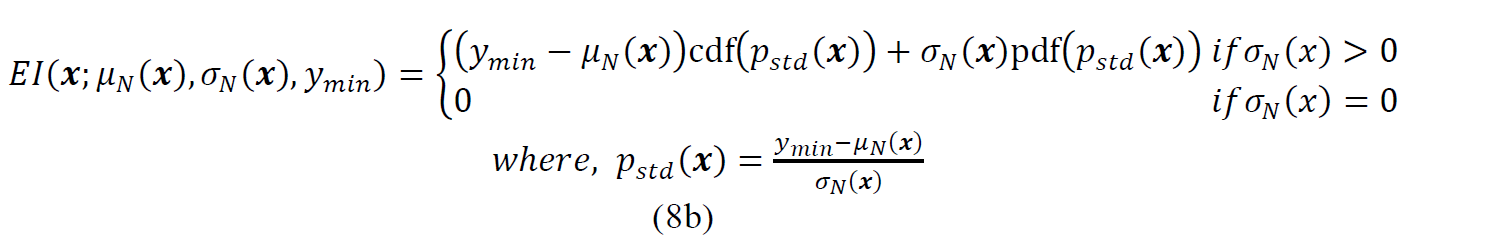 EI(x; μ_N(x), σ_N(x), y_min) = { (y_min − μ_N(x))cdf(p_std(x)) + σ_N(x)pdf(p_std(x)) if σ_N(x) > 0
0 if σ_N(x) = 0
where, p_std(x) = (y_min−μ_N(x))/(σ_N(x))
(8b)